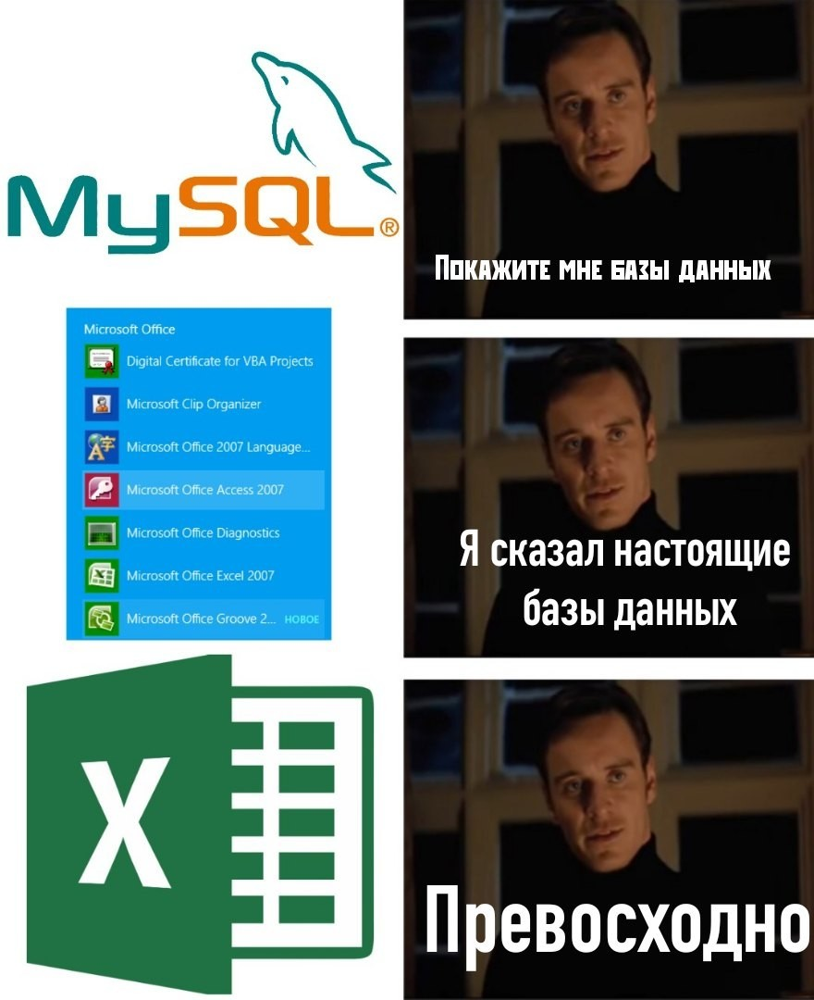 MySQL®
Покажите мне базы данных
Microsoft Office
Digital Certificate for VBA Projects
Microsoft Clip Organizer
Microsoft Office 2007 Language...
Microsoft Office Access 2007
Microsoft Office Diagnostics
Microsoft Office Excel 2007
Microsoft Office Groove 2... НОВОЕ
Я сказал настоящие
базы данных
X
Превосходно